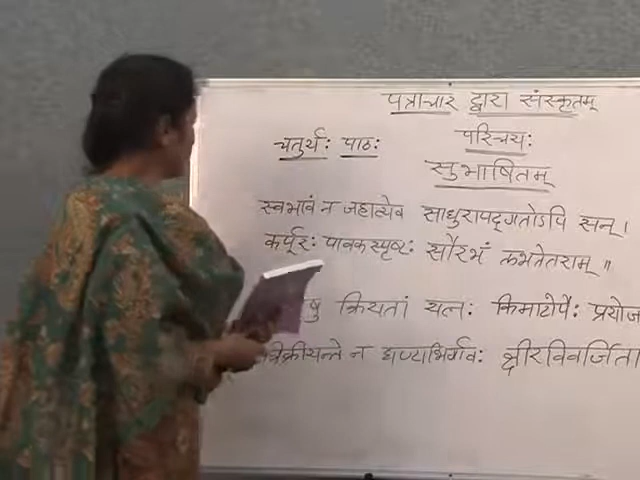 पत्राचार द्वारा संस्कृतम्
परिचयः
चतुर्थः पाठः
सुभाषितम्
स्वभावं न जहात्येव साधुरापद्गतोऽपि सन् ।
कर्पूरः पावकस्पृष्टः सौरभं लभतेतराम् ॥
क्रियतां यत्नः किमाटोपैः प्रयोज
विक्रीयन्ते न घण्टाभिर्गावः क्षीरविवर्जिता